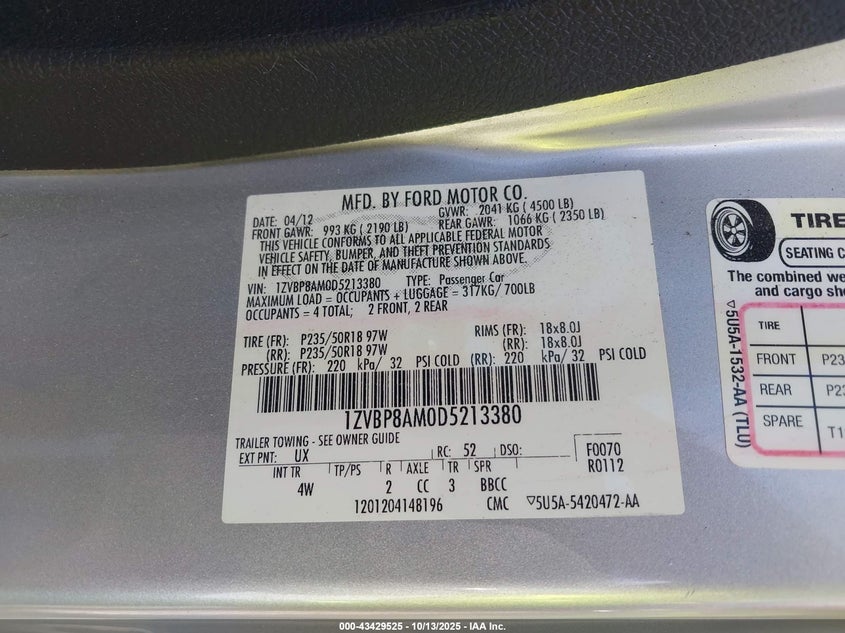 MFD. BY FORD MOTOR CO.
DATE: 04/12 GVWR: 2041 KG ( 4500 LB)
FRONT GAWR: 993 KG ( 2190 LB) REAR GAWR: 1066 KG ( 2350 LB)
THIS VEHICLE CONFORMS TO ALL APPLICABLE FEDERAL MOTOR
VEHICLE SAFETY, BUMPER, AND THEFT PREVENTION STANDARDS
IN EFFECT ON THE DATE OF MANUFACTURE SHOWN ABOVE.
VIN: 1ZVBP8AM0D5213380 TYPE: Passenger Car
MAXIMUM LOAD = OCCUPANTS + LUGGAGE = 317KG/ 700LB
OCCUPANTS = 4 TOTAL; 2 FRONT, 2 REAR
TIRE (FR): P235/50R18 97W RIMS (FR): 18x8.0J
(RR): P235/50R18 97W (RR): 18x8.0J
PRESSURE (FR): 220 kPa/ 32 PSI COLD (RR): 220 kPa/ 32 PSI COLD
1ZVBP8AM0D5213380
TRAILER TOWING - SEE OWNER GUIDE
EXT PNT: UX RC: 52 DSO: F0070
R0112
INT TR TP/PS R AXLE TR SPR
4W 2 CC 3 BBCC
1201204148196 CMC ▽5U5A-5420472-AA
TIRE
SEATING C
The combined we
and cargo sho
TIRE
FRONT P23
REAR P23
SPARE T1
▽5U5A-1532-AA (TLU)
000-43429525 - 10/13/2025 - IAA Inc.